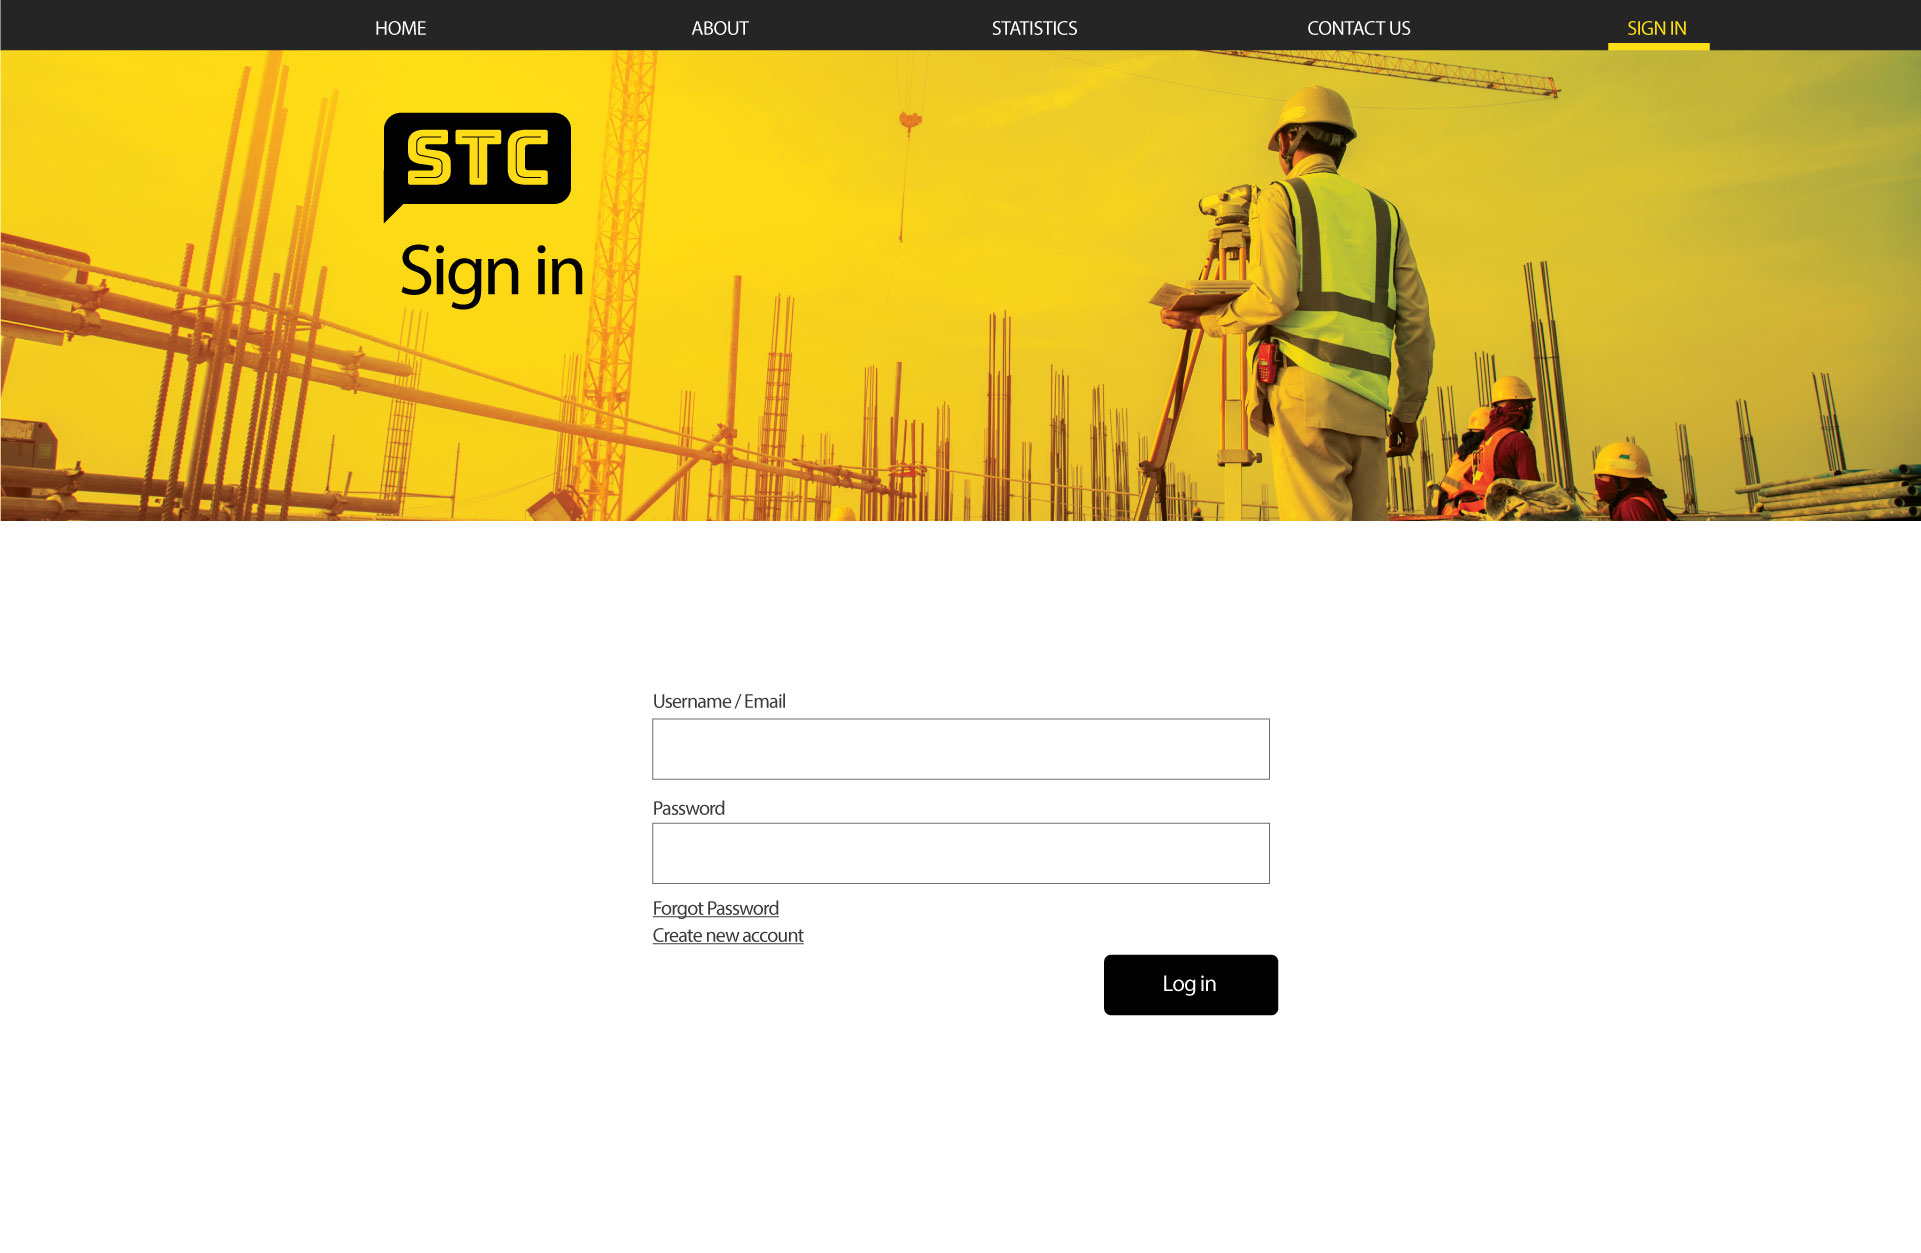 HOME ABOUT STATISTICS CONTACT US SIGN IN
STC
Sign in
Username / Email
Password
Forgot Password
Create new account
Log in